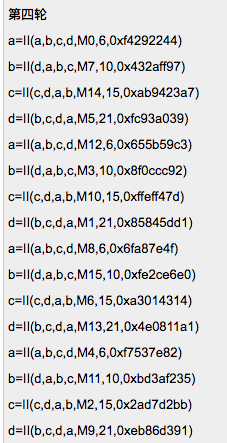 第四轮
a=II(a,b,c,d,M0,6,0xf4292244)
b=II(d,a,b,c,M7,10,0x432aff97)
c=II(c,d,a,b,M14,15,0xab9423a7)
d=II(b,c,d,a,M5,21,0xfc93a039)
a=II(a,b,c,d,M12,6,0x655b59c3)
b=II(d,a,b,c,M3,10,0x8f0ccc92)
c=II(c,d,a,b,M10,15,0xffeff47d)
d=II(b,c,d,a,M1,21,0x85845dd1)
a=II(a,b,c,d,M8,6,0x6fa87e4f)
b=II(d,a,b,c,M15,10,0xfe2ce6e0)
c=II(c,d,a,b,M6,15,0xa3014314)
d=II(b,c,d,a,M13,21,0x4e0811a1)
a=II(a,b,c,d,M4,6,0xf7537e82)
b=II(d,a,b,c,M11,10,0xbd3af235)
c=II(c,d,a,b,M2,15,0x2ad7d2bb)
d=II(b,c,d,a,M9,21,0xeb86d391)